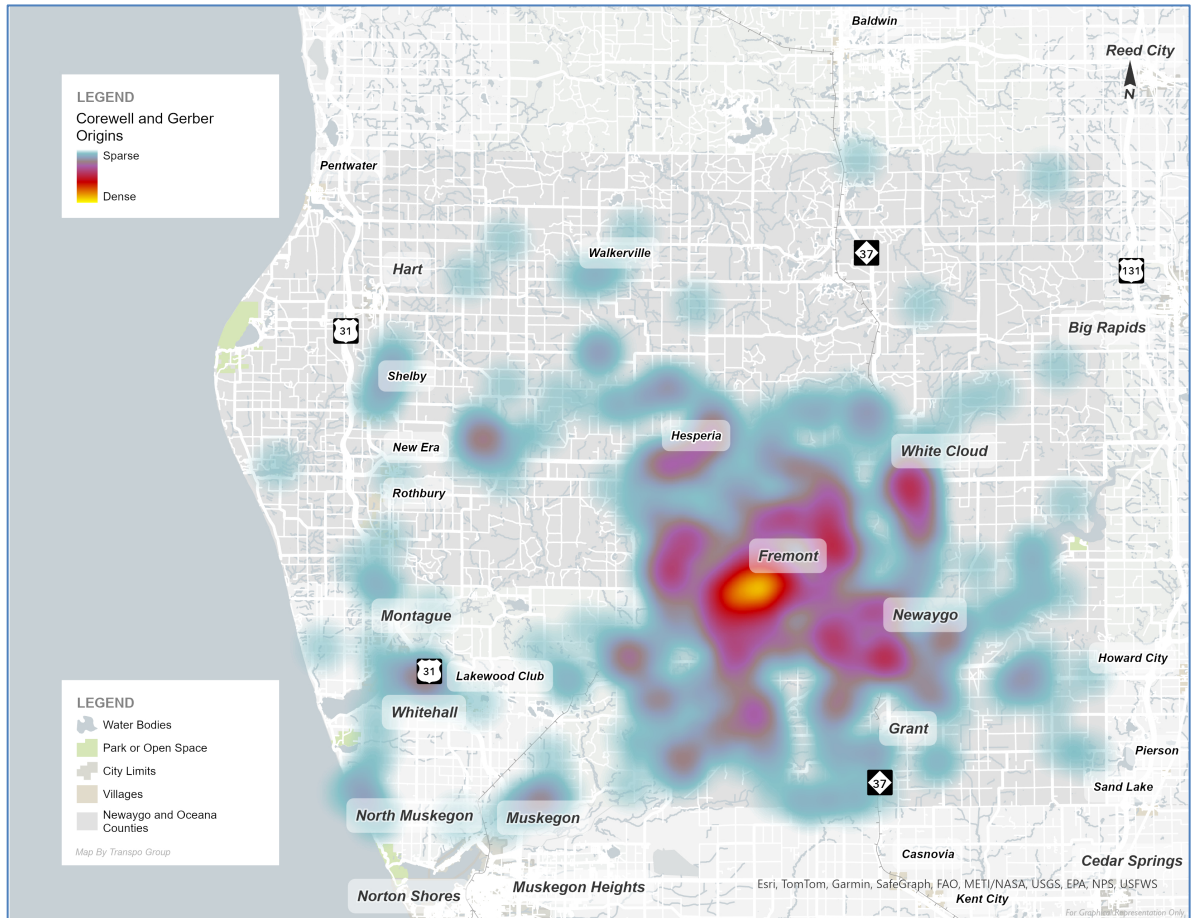 Baldwin
Reed City
N
LEGEND
Corewell and Gerber
Origins
Sparse
Dense
Pentwater
Walkerville
37
Hart
131
31
Big Rapids
Shelby
New Era
Hesperia
White Cloud
Rothbury
Fremont
Montague
Newaygo
31
Lakewood Club
Howard City
Whitehall
Grant
Pierson
37
Sand Lake
North Muskegon
Muskegon
LEGEND
Water Bodies
Park or Open Space
City Limits
Villages
Newaygo and Oceana
Counties
Map By Transpo Group
Casnovia
Cedar Springs
Norton Shores
Muskegon Heights
Esri, TomTom, Garmin, SafeGraph, FAO, METI/NASA, USGS, EPA, NPS, USFWS
Kent City
For Graphical Representation Only